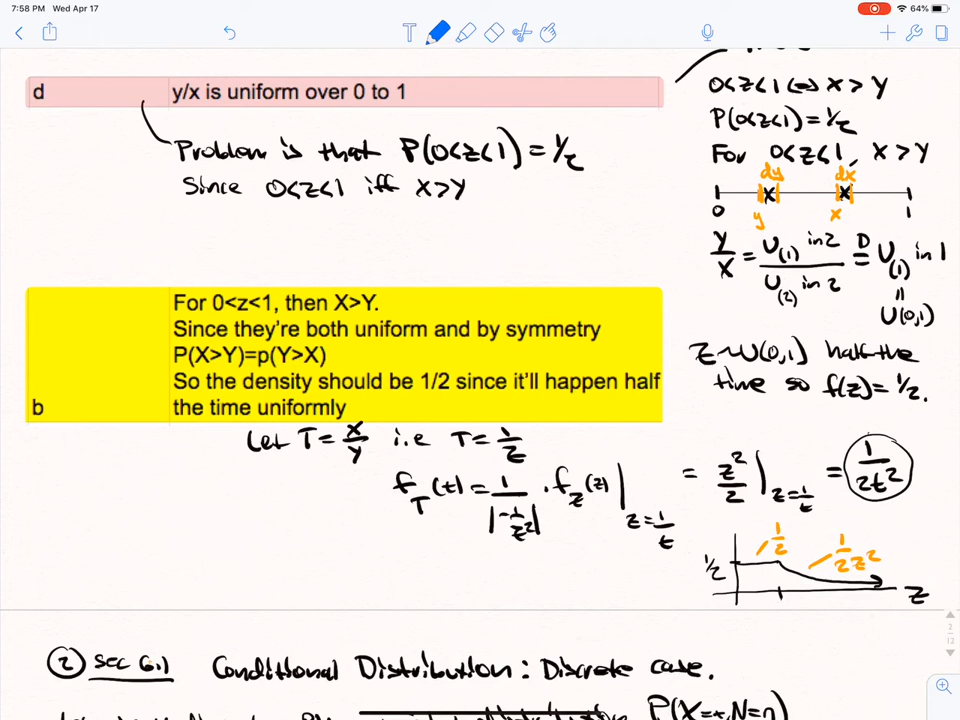 7:58 PM Wed Apr 17
64%
T
d y/x is uniform over 0 to 1
Problem is that P(0<z<1) = 1/2
Since 0<z<1 iff X>Y
0<z<1 ⇔ X>Y
P(0<z<1) = 1/2
For 0<z<1, X>Y
dy dx
x x
0 y x 1
Y/X = U(1) in 2 / U(2) in 2 D= U(1) in 1
"
U(0,1)
Z~U(0,1) half the
time so f(z) = 1/2.
For 0<z<1, then X>Y.
Since they're both uniform and by symmetry
P(X>Y)=p(Y>X)
So the density should be 1/2 since it'll happen half
b the time uniformly
Let T = X/Y i.e T = 1/Z
f_T(t) = 1/|-1/z²| · f_Z(z) | z=1/t = z²/2 | z=1/t = 1/2t²
1/2 1/2z²
1/2
z
2
12
② sec 6.1 Conditional Distribution: Discrete case.
P(X=x,N=n)